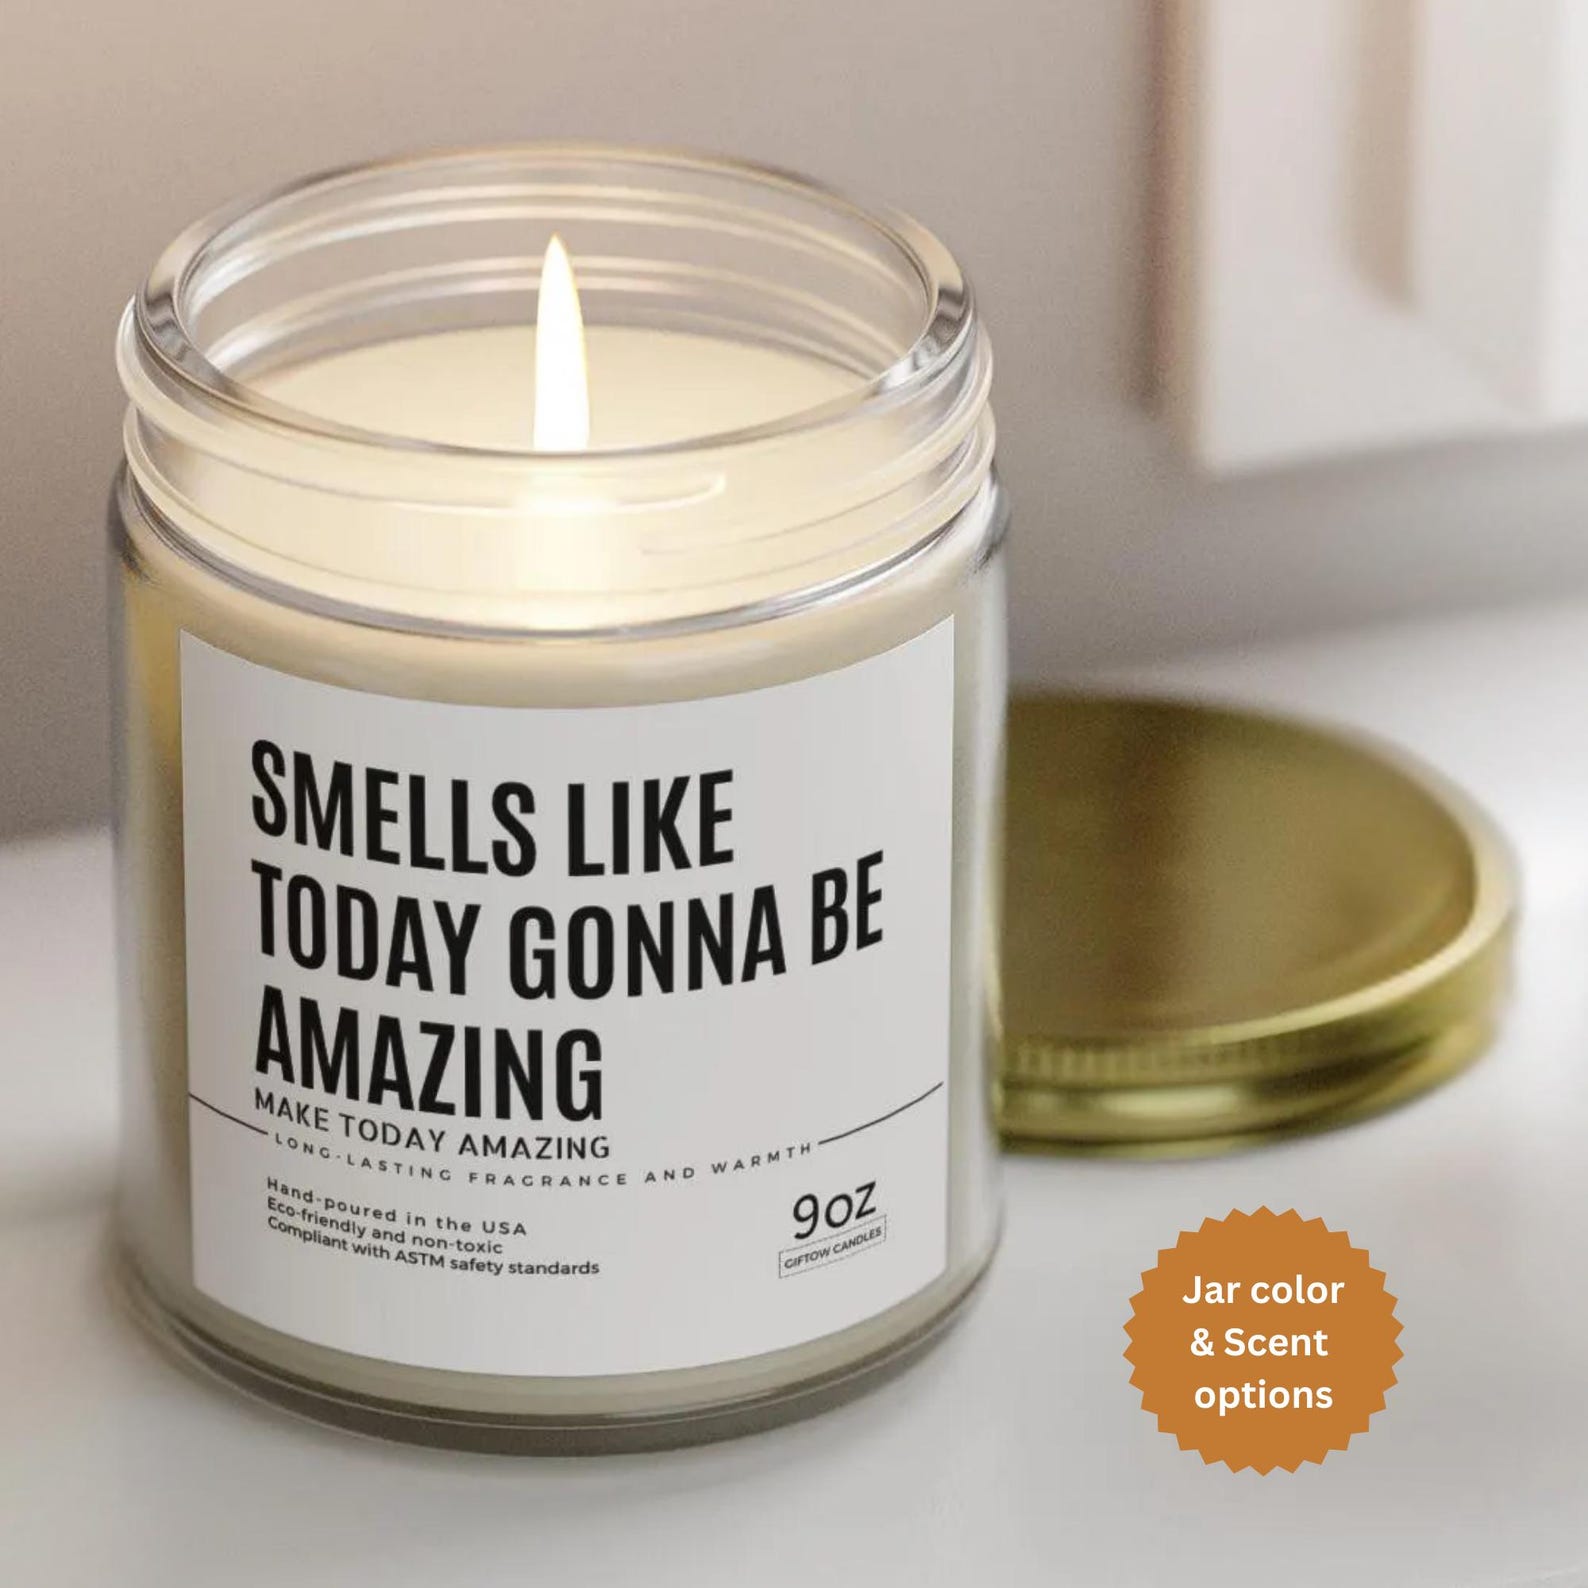 SMELLS LIKE
TODAY GONNA BE
AMAZING
MAKE TODAY AMAZING
LONG-LASTING FRAGRANCE AND WARMTH
Hand-poured in the USA
Eco-friendly and non-toxic
Compliant with ASTM safety standards
9oz
GIFTOW CANDLES
Jar color
& Scent
options